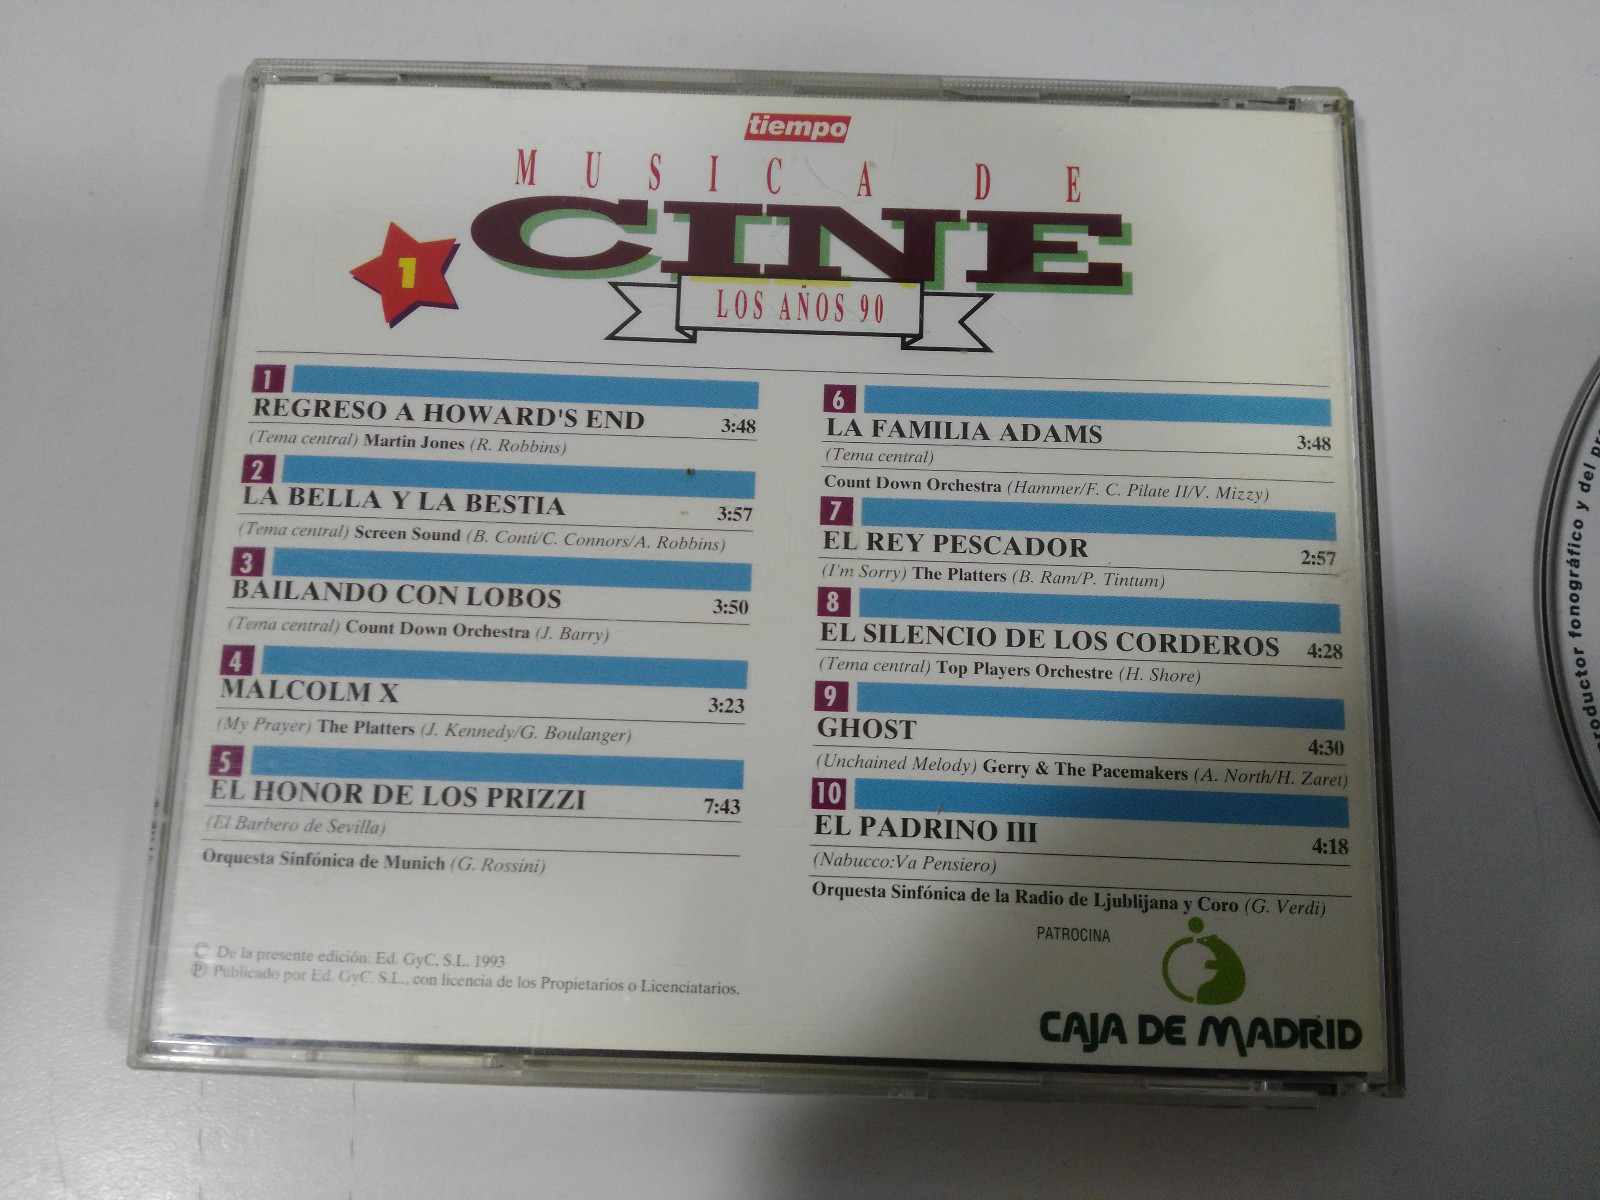 tiempo
MUSICA DE
CINE
1
LOS AÑOS 90
1
REGRESO A HOWARD'S END 3:48
(Tema central) Martin Jones (R. Robbins)
2
LA BELLA Y LA BESTIA 3:57
(Tema central) Screen Sound (B. Conti/C. Connors/A. Robbins)
3
BAILANDO CON LOBOS 3:50
(Tema central) Count Down Orchestra (J. Barry)
4
MALCOLM X 3:23
(My Prayer) The Platters (J. Kennedy/G. Boulanger)
5
EL HONOR DE LOS PRIZZI 7:43
(El Barbero de Sevilla)
Orquesta Sinfónica de Munich (G. Rossini)
6
LA FAMILIA ADAMS 3:48
(Tema central)
Count Down Orchestra (Hammer/F. C. Pilate II/V. Mizzy)
7
EL REY PESCADOR 2:57
(I'm Sorry) The Platters (B. Ram/P. Tintum)
8
EL SILENCIO DE LOS CORDEROS 4:28
(Tema central) Top Players Orchestre (H. Shore)
9
GHOST 4:30
(Unchained Melody) Gerry & The Pacemakers (A. North/H. Zaret)
10
EL PADRINO III 4:18
(Nabucco:Va Pensiero)
Orquesta Sinfónica de la Radio de Ljublijana y Coro (G. Verdi)
© De la presente edición: Ed. GyC, S.L. 1993
℗ Publicado por Ed. GyC, S.L., con licencia de los Propietarios o Licenciatarios.
PATROCINA
CAJA DE MADRID
fonográfico y del